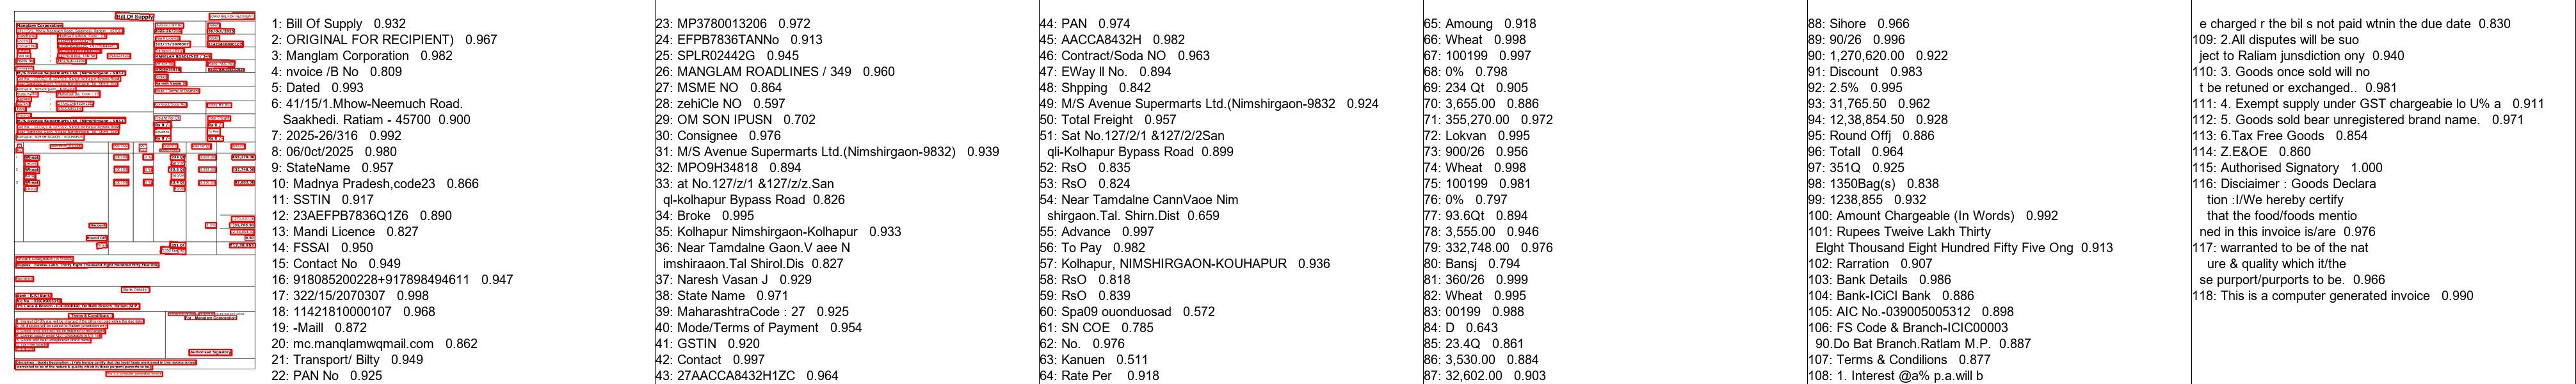 Bill Of Supply
1: Bill Of Supply 0.932
2: ORIGINAL FOR RECIPIENT) 0.967
3: Manglam Corporation 0.982
4: nvoice /B No 0.809
5: Dated 0.993
6: 41/15/1.Mhow-Neemuch Road.
Saakhedi. Ratiam - 45700 0.900
7: 2025-26/316 0.992
8: 06/0ct/2025 0.980
9: StateName 0.957
10: Madnya Pradesh,code23 0.866
11: SSTIN 0.917
12: 23AEFPB7836Q1Z6 0.890
13: Mandi Licence 0.827
14: FSSAI 0.950
15: Contact No 0.949
16: 918085200228+917898494611 0.947
17: 322/15/2070307 0.998
18: 11421810000107 0.968
19: -Maill 0.872
20: mc.manqlamwqmail.com 0.862
21: Transport/ Bilty 0.949
22: PAN No 0.925
23: MP3780013206 0.972
24: EFPB7836TANNo 0.913
25: SPLR02442G 0.945
26: MANGLAM ROADLINES / 349 0.960
27: MSME NO 0.864
28: zehiCle NO 0.597
29: OM SON IPUSN 0.702
30: Consignee 0.976
31: M/S Avenue Supermarts Ltd.(Nimshirgaon-9832) 0.939
32: MPO9H34818 0.894
33: at No.127/z/1 &127/z/z.San
ql-kolhapur Bypass Road 0.826
34: Broke 0.995
35: Kolhapur Nimshirgaon-Kolhapur 0.933
36: Near Tamdalne Gaon.V aee N
imshiraaon.Tal Shirol.Dis 0.827
37: Naresh Vasan J 0.929
38: State Name 0.971
39: MaharashtraCode : 27 0.925
40: Mode/Terms of Payment 0.954
41: GSTIN 0.920
42: Contact 0.997
43: 27AACCA8432H1ZC 0.964
44: PAN 0.974
45: AACCA8432H 0.982
46: Contract/Soda NO 0.963
47: EWay ll No. 0.894
48: Shpping 0.842
49: M/S Avenue Supermarts Ltd.(Nimshirgaon-9832 0.924
50: Total Freight 0.957
51: Sat No.127/2/1 &127/2/2San
qli-Kolhapur Bypass Road 0.899
52: RsO 0.835
53: RsO 0.824
54: Near Tamdalne CannVaoe Nim
shirgaon.Tal. Shirn.Dist 0.659
55: Advance 0.997
56: To Pay 0.982
57: Kolhapur, NIMSHIRGAON-KOUHAPUR 0.936
58: RsO 0.818
59: RsO 0.839
60: Spa09 ouonduosad 0.572
61: SN COE 0.785
62: No. 0.976
63: Kanuen 0.511
64: Rate Per 0.918
65: Amoung 0.918
66: Wheat 0.998
67: 100199 0.997
68: 0% 0.798
69: 234 Qt 0.905
70: 3,655.00 0.886
71: 355,270.00 0.972
72: Lokvan 0.995
73: 900/26 0.956
74: Wheat 0.998
75: 100199 0.981
76: 0% 0.797
77: 93.6Qt 0.894
78: 3,555.00 0.946
79: 332,748.00 0.976
80: Bansj 0.794
81: 360/26 0.999
82: Wheat 0.995
83: 00199 0.988
84: D 0.643
85: 23.4Q 0.861
86: 3,530.00 0.884
87: 32,602.00 0.903
88: Sihore 0.966
89: 90/26 0.996
90: 1,270,620.00 0.922
91: Discount 0.983
92: 2.5% 0.995
93: 31,765.50 0.962
94: 12,38,854.50 0.928
95: Round Offj 0.886
96: Totall 0.964
97: 351Q 0.925
98: 1350Bag(s) 0.838
99: 1238,855 0.932
100: Amount Chargeable (In Words) 0.992
101: Rupees Tweive Lakh Thirty
Elght Thousand Eight Hundred Fifty Five Ong 0.913
102: Rarration 0.907
103: Bank Details 0.986
104: Bank-ICiCI Bank 0.886
105: AIC No.-039005005312 0.898
106: FS Code & Branch-ICIC00003
90.Do Bat Branch.Ratlam M.P. 0.887
107: Terms & Condilions 0.877
108: 1. Interest @a% p.a.will b
e charged r the bil s not paid wtnin the due date 0.830
109: 2.All disputes will be suo
ject to Raliam junsdiction ony 0.940
110: 3. Goods once sold will no
t be retuned or exchanged.. 0.981
111: 4. Exempt supply under GST chargeabie lo U% a 0.911
112: 5. Goods sold bear unregistered brand name. 0.971
113: 6.Tax Free Goods 0.854
114: Z.E&OE 0.860
115: Authorised Signatory 1.000
116: Disciaimer : Goods Declara
tion :I/We hereby certify
that the food/foods mentio
ned in this invoice is/are 0.976
117: warranted to be of the nat
ure & quality which it/the
se purport/purports to be. 0.966
118: This is a computer generated invoice 0.990